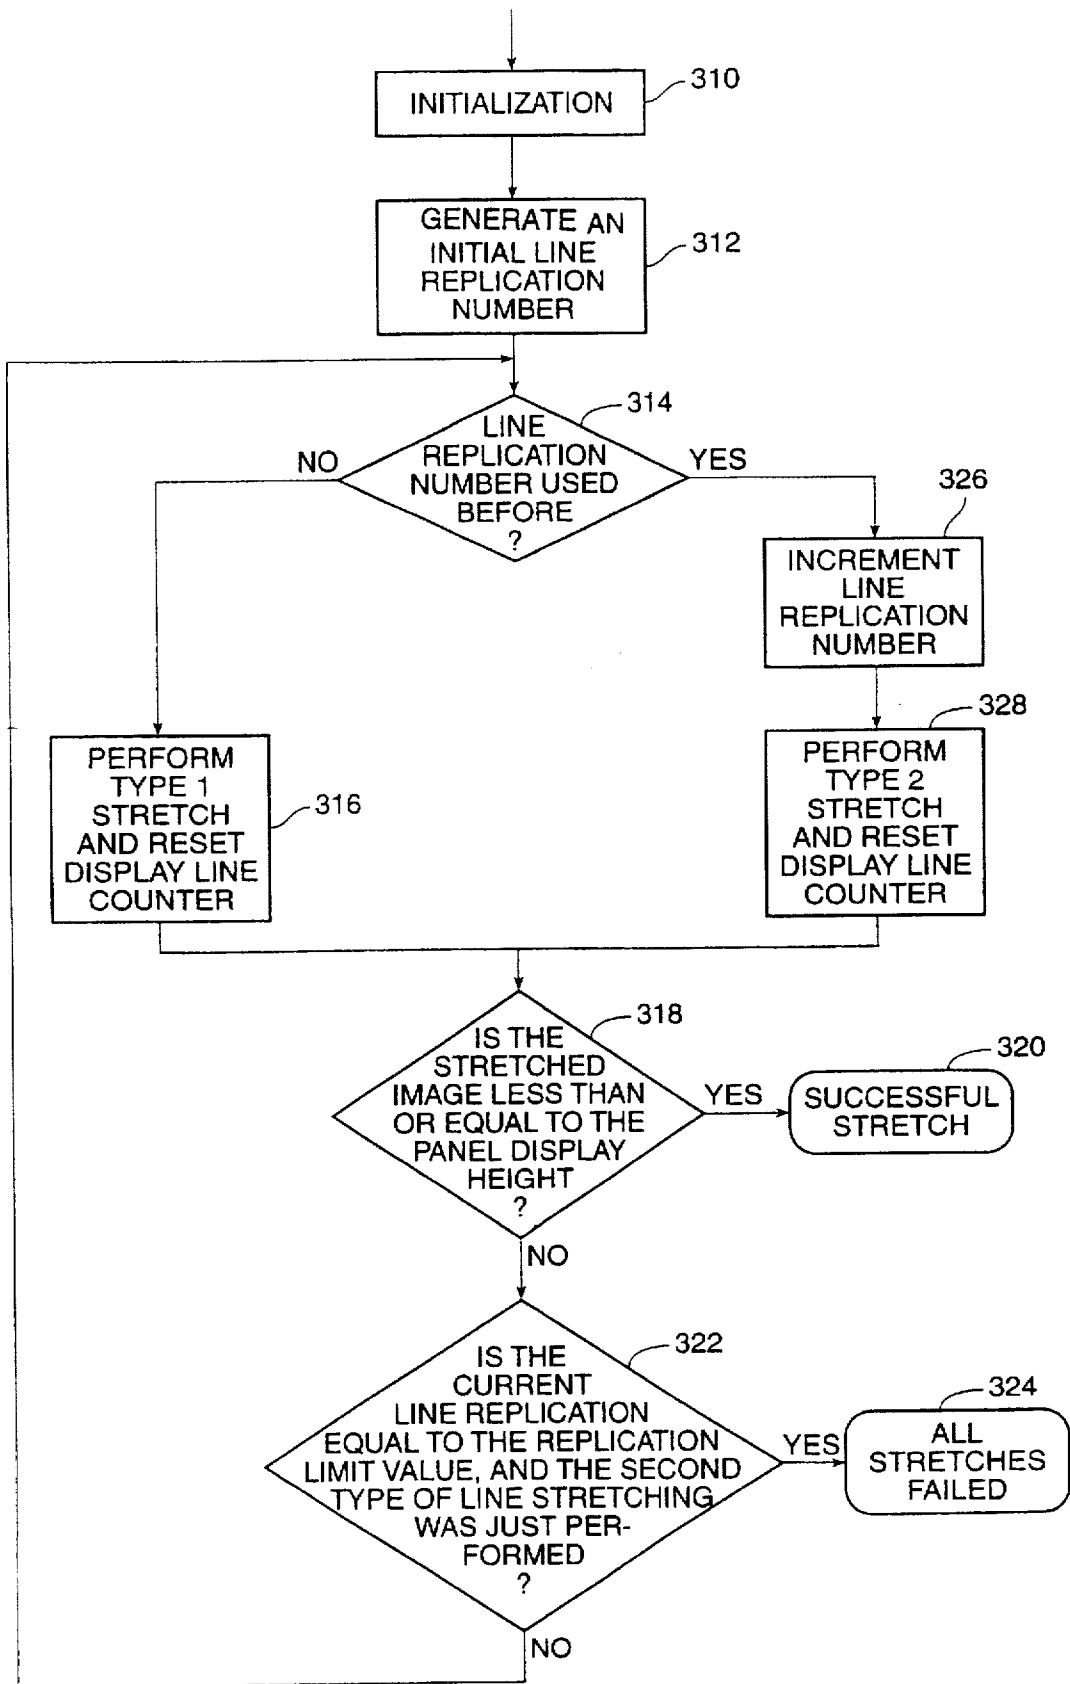 INITIALIZATION
310
GENERATE AN
INITIAL LINE
REPLICATION
NUMBER
312
LINE
REPLICATION
NUMBER USED
BEFORE
?
314
NO
YES
326
INCREMENT
LINE
REPLICATION
NUMBER
PERFORM
TYPE 1
STRETCH
AND RESET
DISPLAY LINE
COUNTER
316
328
PERFORM
TYPE 2
STRETCH
AND RESET
DISPLAY LINE
COUNTER
318
IS THE
STRETCHED
IMAGE LESS THAN
OR EQUAL TO THE
PANEL DISPLAY
HEIGHT
?
YES
320
SUCCESSFUL
STRETCH
NO
322
IS THE
CURRENT
LINE REPLICATION
EQUAL TO THE REPLICATION
LIMIT VALUE, AND THE SECOND
TYPE OF LINE STRETCHING
WAS JUST PER-
FORMED
?
YES
324
ALL
STRETCHES
FAILED
NO